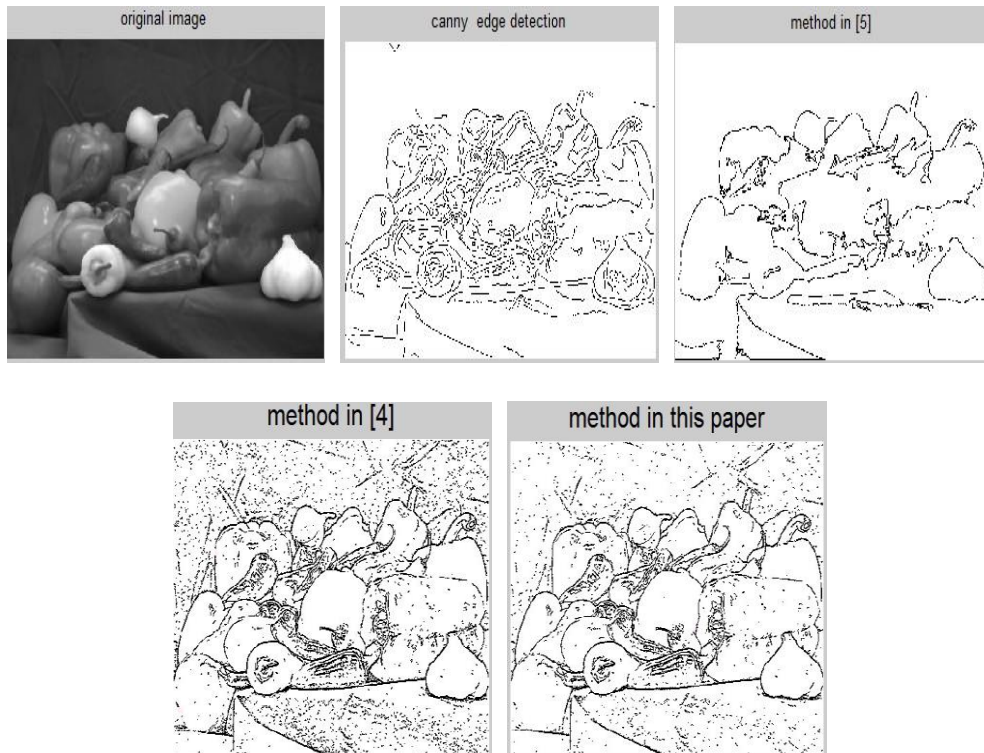 original image
canny edge detection
method in [5]
method in [4]
method in this paper